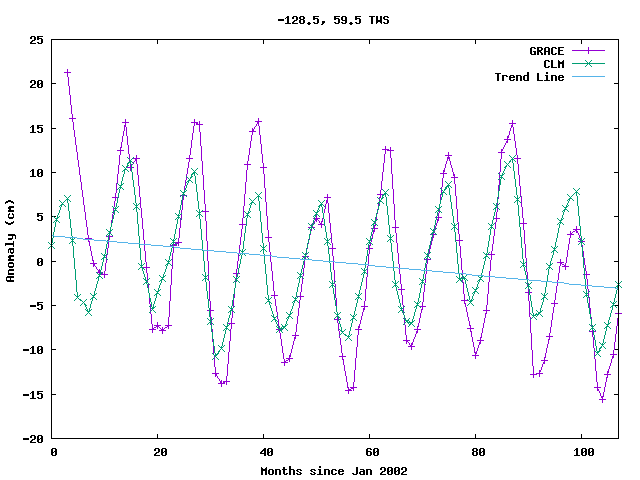 -128.5, 59.5 TWS
GRACE
CLM
Trend Line
25
20
15
10
5
0
-5
-10
-15
-20
Anomaly (cm)
0 20 40 60 80 100
Months since Jan 2002